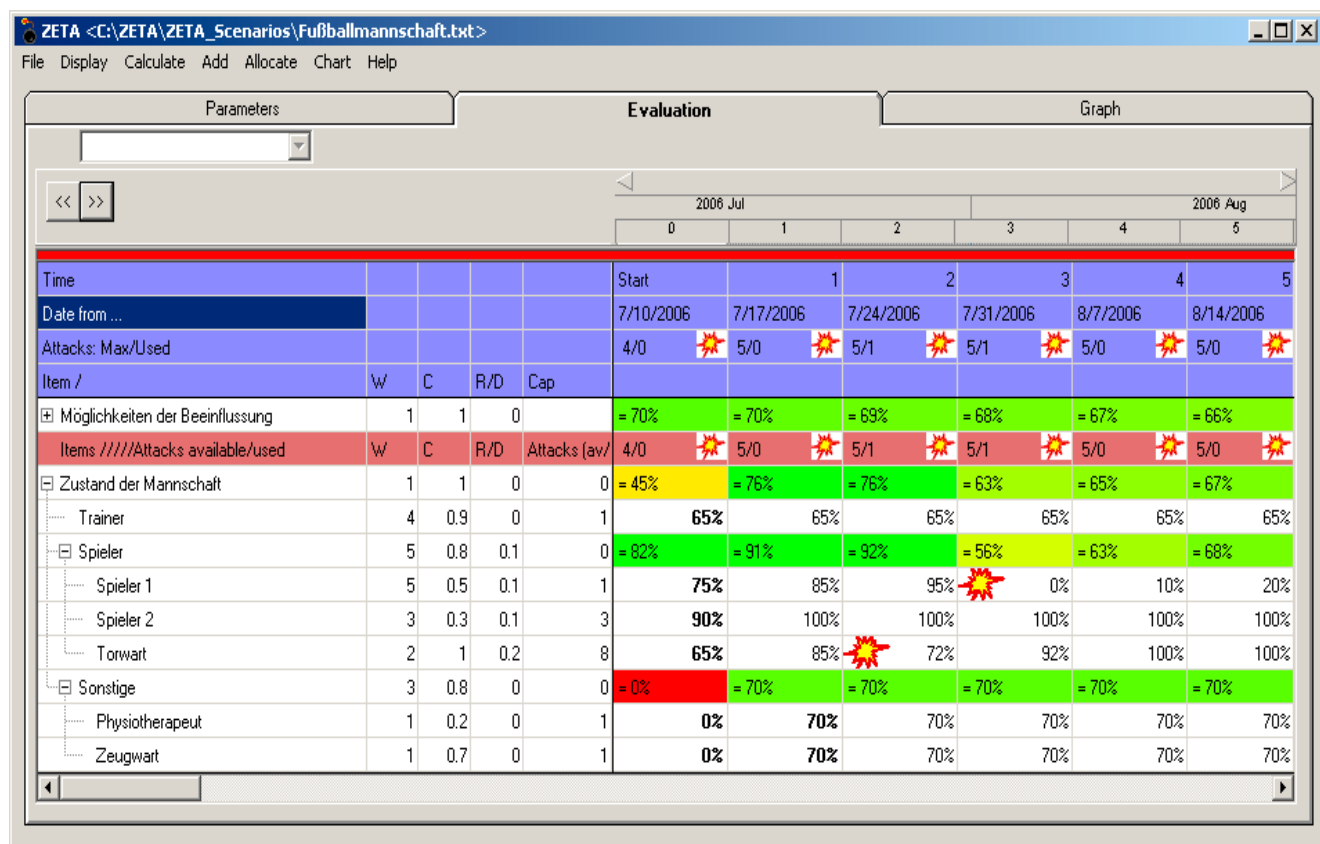 ZETA <C:\ZETA\ZETA_Scenarios\Fußballmannschaft.txt>
File Display Calculate Add Allocate Chart Help
Parameters Evaluation Graph
<< >>
2006 Jul 2006 Aug
0 1 2 3 4 5
Time Start 1 2 3 4 5
Date from ... 7/10/2006 7/17/2006 7/24/2006 7/31/2006 8/7/2006 8/14/2006
Attacks: Max/Used 4/0 5/0 5/1 5/1 5/0 5/0
Item / W C R/D Cap
Möglichkeiten der Beeinflussung 1 1 0 = 70% = 70% = 69% = 68% = 67% = 66%
Items /////Attacks available/used W C R/D Attacks (av/ 4/0 5/0 5/1 5/1 5/0 5/0
Zustand der Mannschaft 1 1 0 0 = 45% = 76% = 76% = 63% = 65% = 67%
Trainer 4 0.9 0 1 65% 65% 65% 65% 65% 65%
Spieler 5 0.8 0.1 0 = 82% = 91% = 92% = 56% = 63% = 68%
Spieler 1 5 0.5 0.1 1 75% 85% 95% 0% 10% 20%
Spieler 2 3 0.3 0.1 3 90% 100% 100% 100% 100% 100%
Torwart 2 1 0.2 8 65% 85% 72% 92% 100% 100%
Sonstige 3 0.8 0 0 = 0% = 70% = 70% = 70% = 70% = 70%
Physiotherapeut 1 0.2 0 1 0% 70% 70% 70% 70% 70%
Zeugwart 1 0.7 0 1 0% 70% 70% 70% 70% 70%